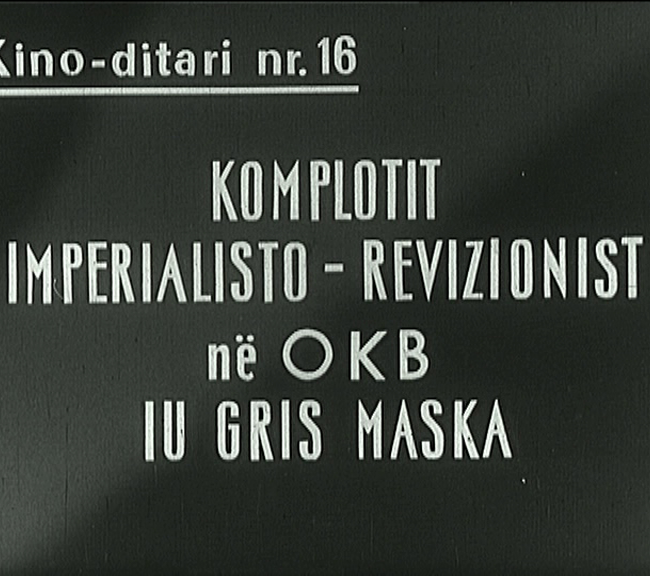 Kino-ditari nr. 16
KOMPLOTIT
IMPERIALISTO - REVIZIONIST
në OKB
IU GRIS MASKA